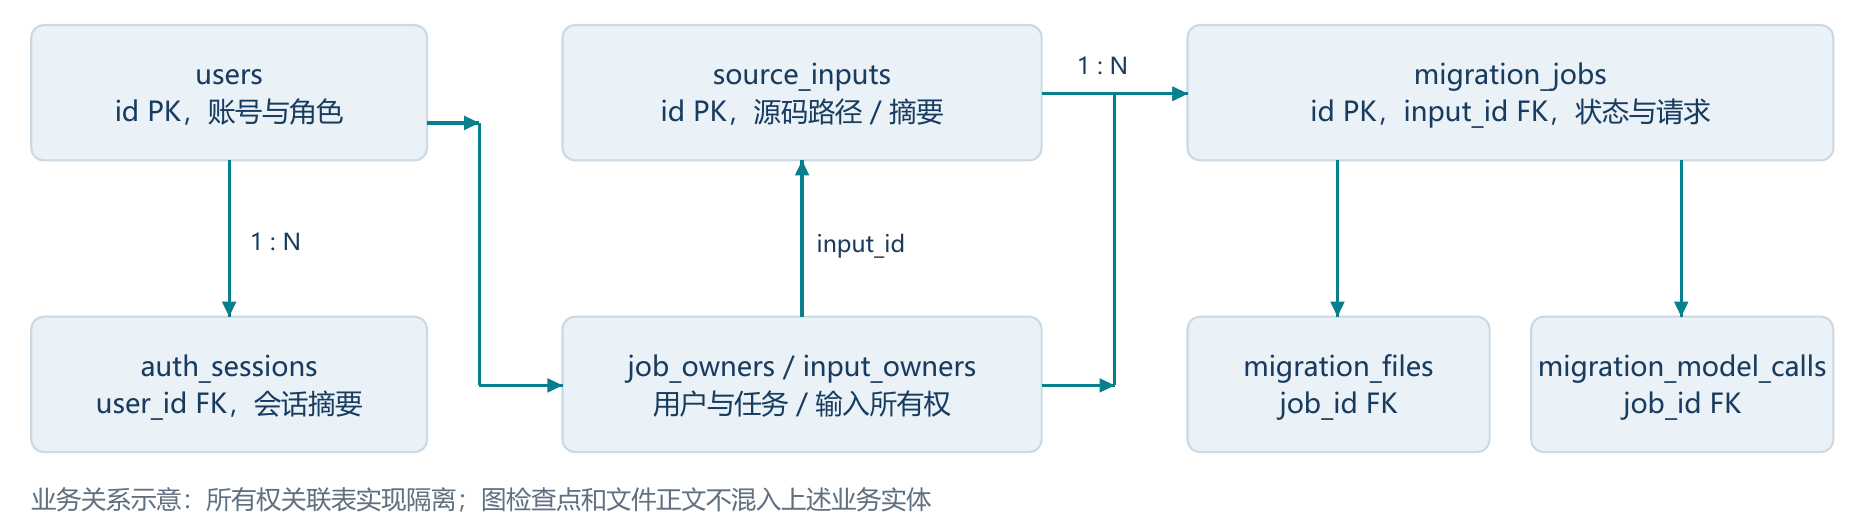 users
id PK，账号与角色
source_inputs
id PK，源码路径 / 摘要
1 : N
migration_jobs
id PK，input_id FK，状态与请求
1 : N
input_id
auth_sessions
user_id FK，会话摘要
job_owners / input_owners
用户与任务 / 输入所有权
migration_files
job_id FK
migration_model_calls
job_id FK
业务关系示意：所有权关联表实现隔离；图检查点和文件正文不混入上述业务实体